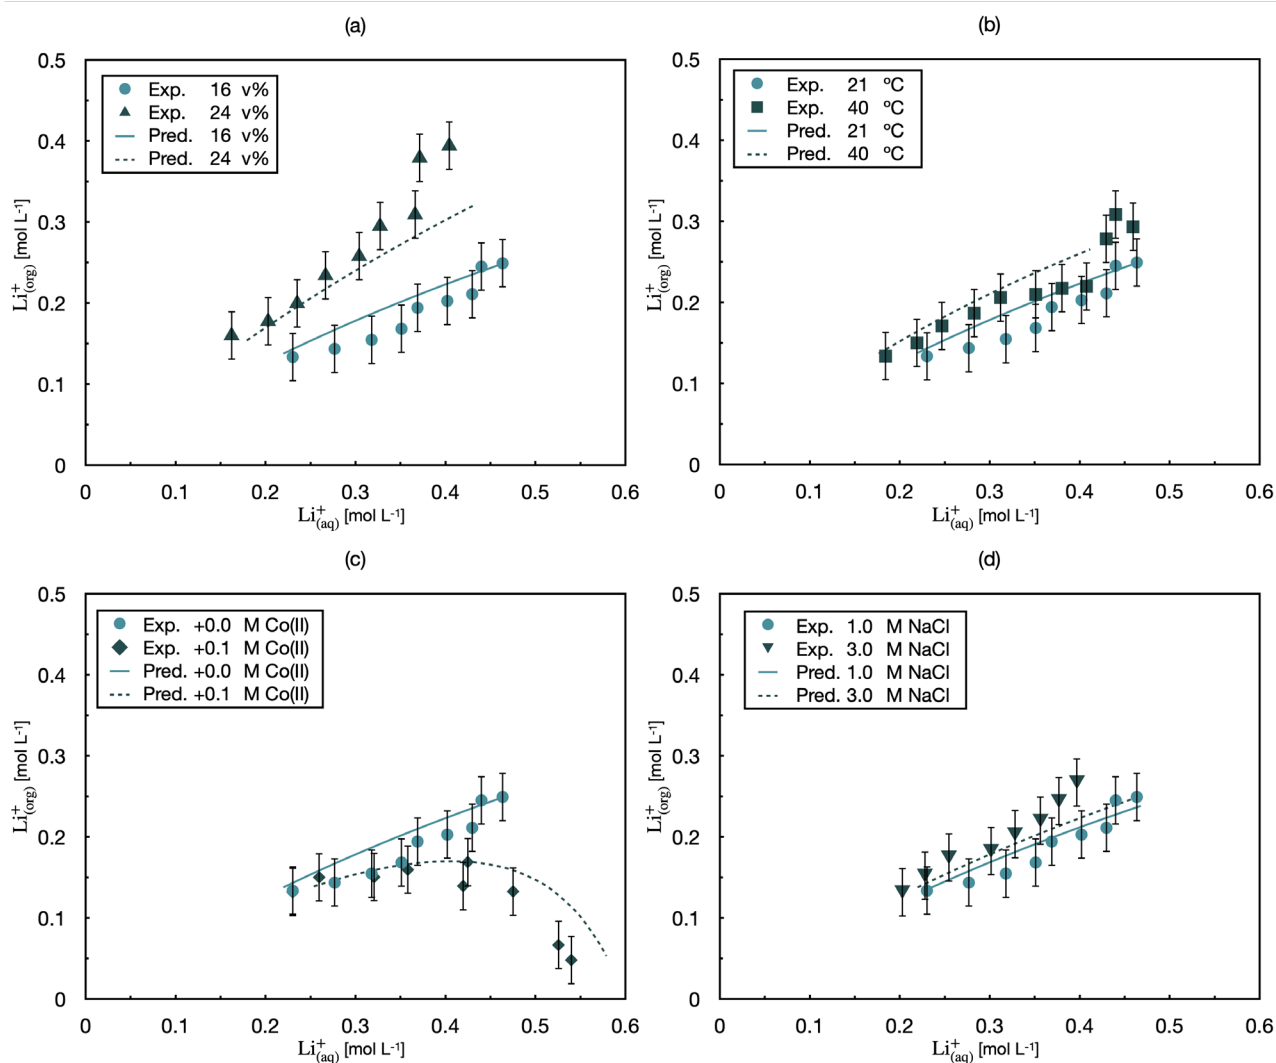 (a)
Exp. 16 v%
Exp. 24 v%
Pred. 16 v%
Pred. 24 v%
0.5
0.4
0.3
0.2
0.1
0
0 0.1 0.2 0.3 0.4 0.5 0.6
Li+(org) [mol L-1]
Li+(aq) [mol L-1]
(b)
Exp. 21 ºC
Exp. 40 ºC
Pred. 21 ºC
Pred. 40 ºC
0.5
0.4
0.3
0.2
0.1
0
0 0.1 0.2 0.3 0.4 0.5 0.6
Li+(org) [mol L-1]
Li+(aq) [mol L-1]
(c)
Exp. +0.0 M Co(II)
Exp. +0.1 M Co(II)
Pred. +0.0 M Co(II)
Pred. +0.1 M Co(II)
0.5
0.4
0.3
0.2
0.1
0
0 0.1 0.2 0.3 0.4 0.5 0.6
Li+(org) [mol L-1]
Li+(aq) [mol L-1]
(d)
Exp. 1.0 M NaCl
Exp. 3.0 M NaCl
Pred. 1.0 M NaCl
Pred. 3.0 M NaCl
0.5
0.4
0.3
0.2
0.1
0
0 0.1 0.2 0.3 0.4 0.5 0.6
Li+(org) [mol L-1]
Li+(aq) [mol L-1]